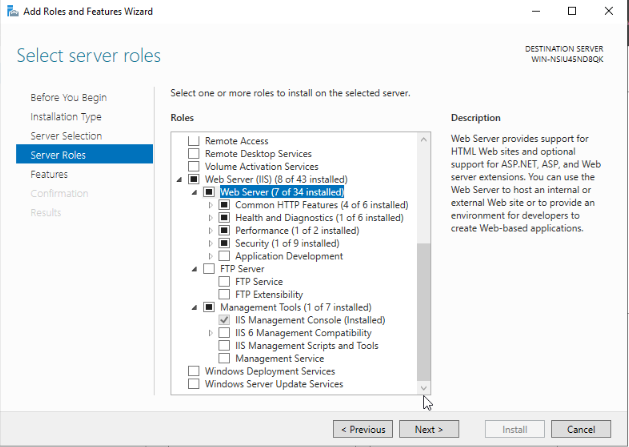 Add Roles and Features Wizard
Select server roles
DESTINATION SERVER
WIN-NSIU45ND8QK
Before You Begin
Installation Type
Server Selection
Server Roles
Features
Confirmation
Results
Select one or more roles to install on the selected server.
Roles
Remote Access
Remote Desktop Services
Volume Activation Services
Web Server (IIS) (8 of 43 installed)
Web Server (7 of 34 installed)
Common HTTP Features (4 of 6 installed)
Health and Diagnostics (1 of 6 installed)
Performance (1 of 2 installed)
Security (1 of 9 installed)
Application Development
FTP Server
FTP Service
FTP Extensibility
Management Tools (1 of 7 installed)
IIS Management Console (Installed)
IIS 6 Management Compatibility
IIS Management Scripts and Tools
Management Service
Windows Deployment Services
Windows Server Update Services
Description
Web Server provides support for
HTML Web sites and optional
support for ASP.NET, ASP, and Web
server extensions. You can use the
Web Server to host an internal or
external Web site or to provide an
environment for developers to
create Web-based applications.
< Previous
Next >
Install
Cancel